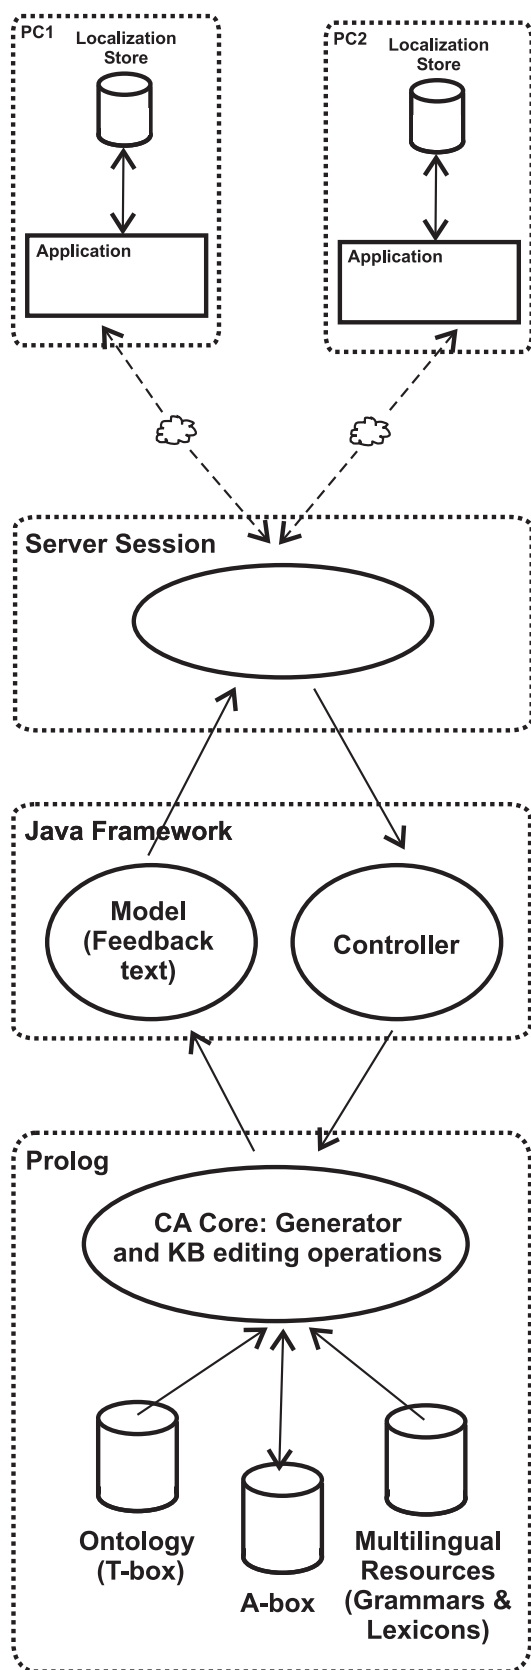 PC1
Localization
Store
Application
PC2
Localization
Store
Application
Server Session
Java Framework
Model
(Feedback
text)
Controller
Prolog
CA Core: Generator
and KB editing operations
Ontology
(T-box)
A-box
Multilingual
Resources
(Grammars &
Lexicons)